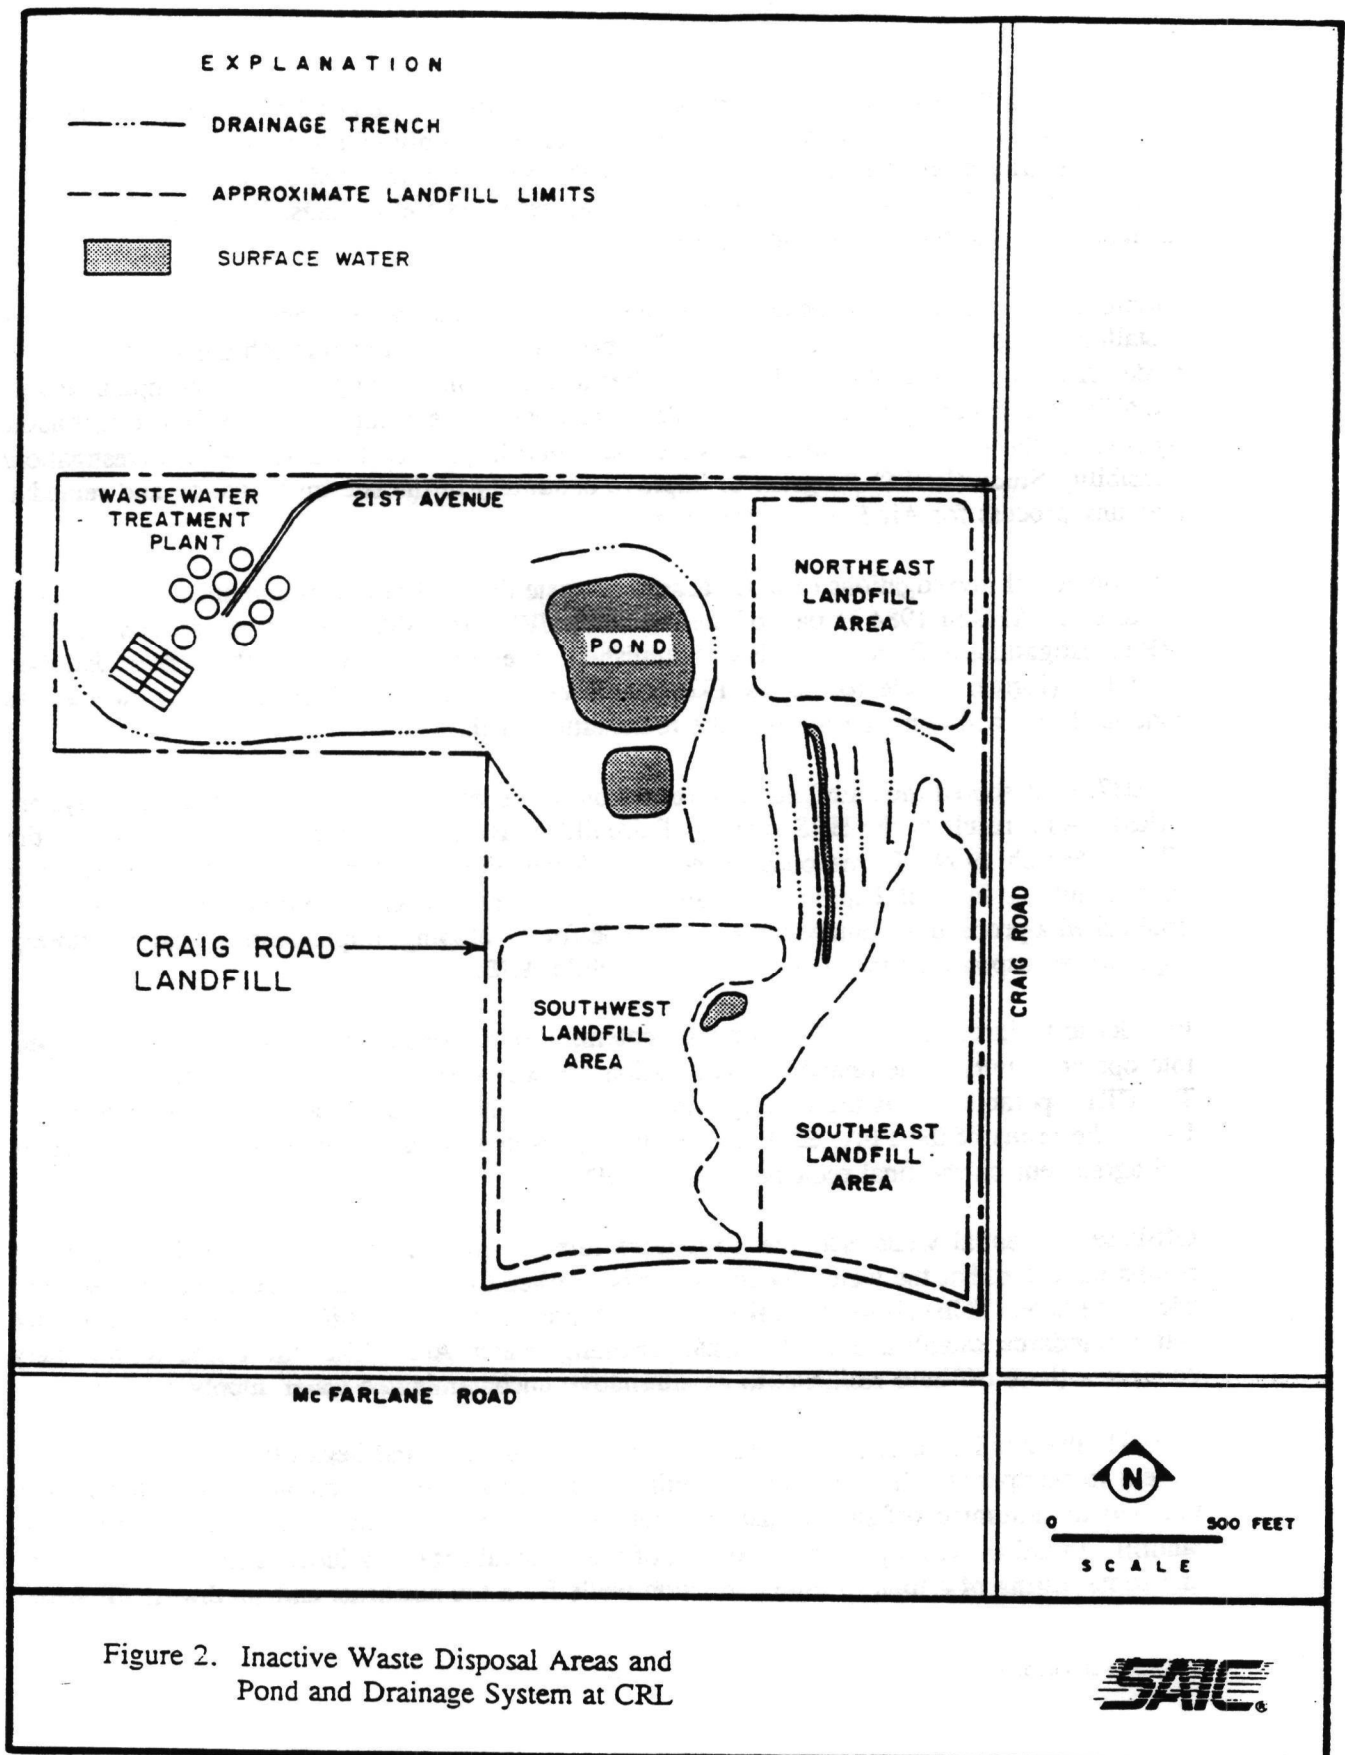 EXPLANATION
DRAINAGE TRENCH
APPROXIMATE LANDFILL LIMITS
SURFACE WATER
WASTEWATER
TREATMENT
PLANT
21ST AVENUE
POND
NORTHEAST
LANDFILL
AREA
CRAIG ROAD
LANDFILL
SOUTHWEST
LANDFILL
AREA
CRAIG ROAD
SOUTHEAST
LANDFILL
AREA
McFARLANE ROAD
N
0 500 FEET
SCALE
Figure 2. Inactive Waste Disposal Areas and
Pond and Drainage System at CRL
SAIC®